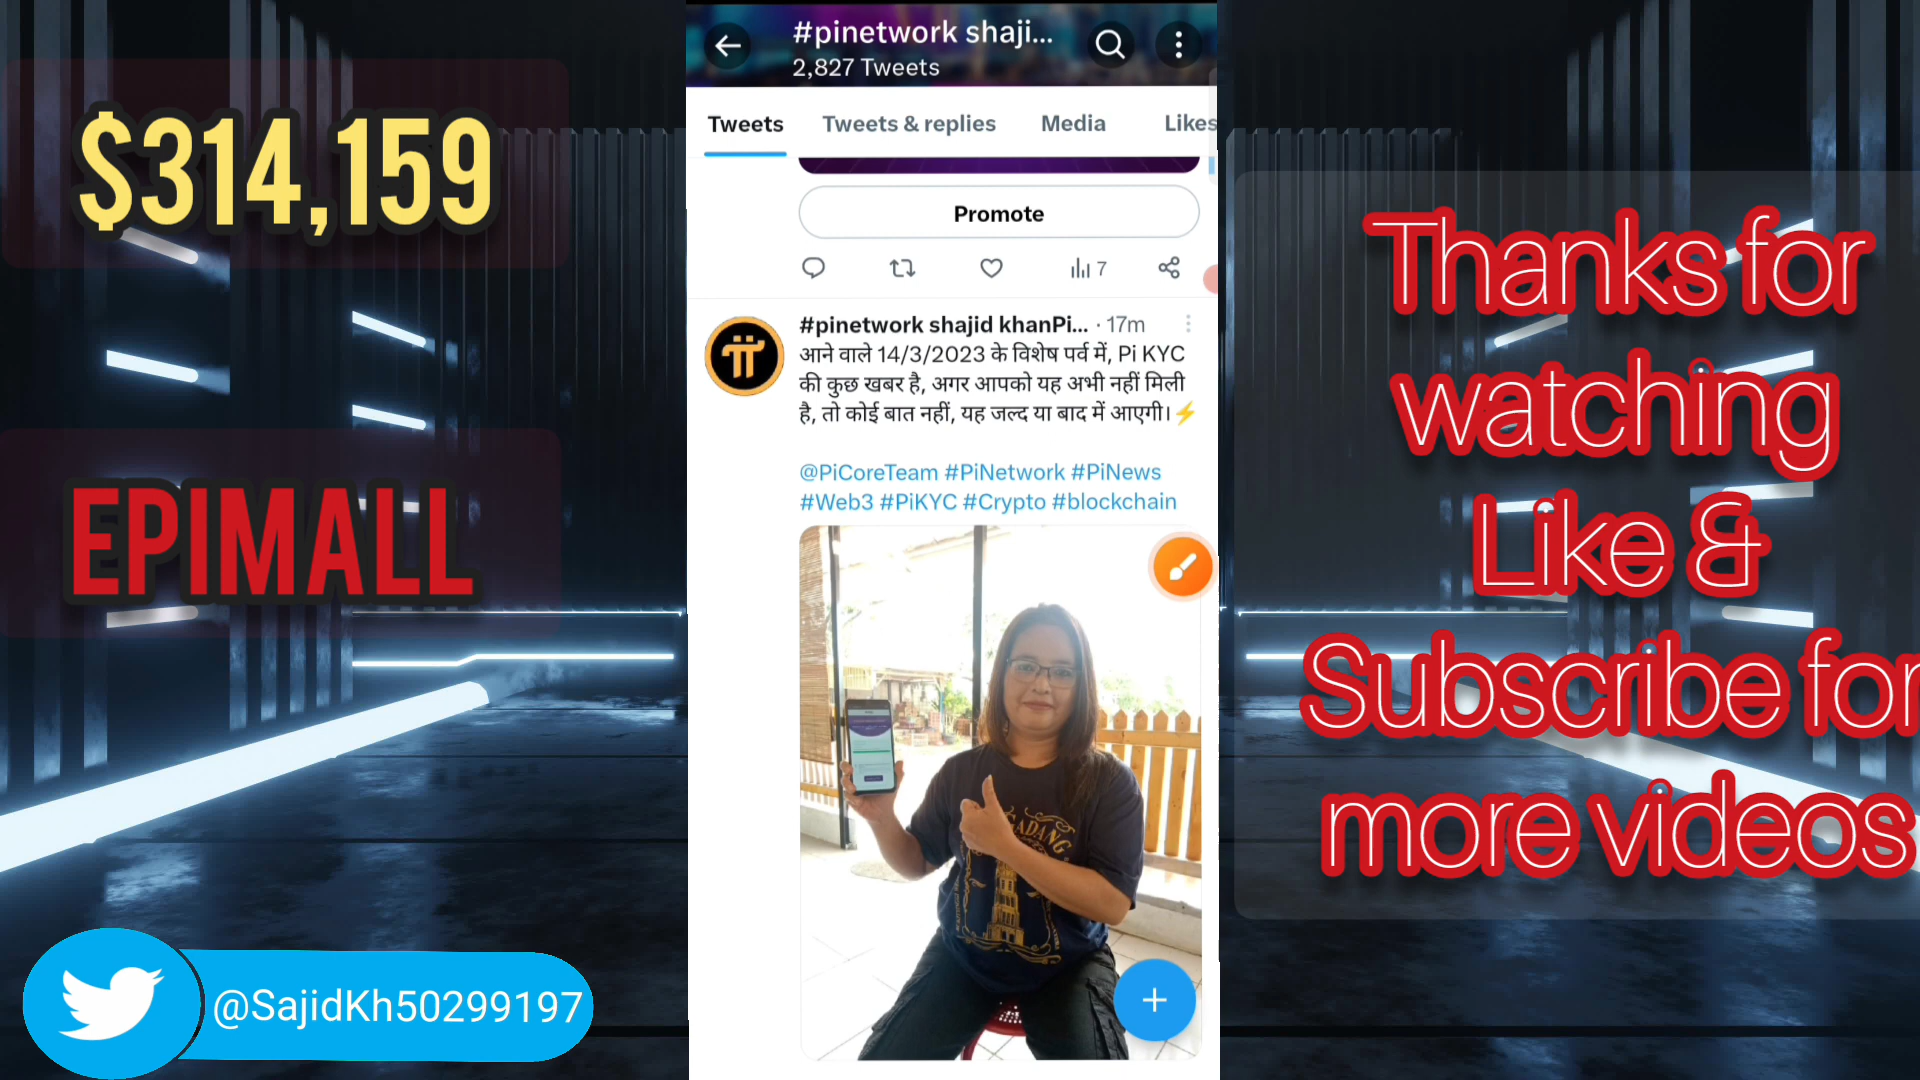 $314,159
EPIMALL
@SajidKh50299197
#pinetwork shaji...
2,827 Tweets
Tweets
Tweets & replies
Media
Likes
Promote
7
#pinetwork shajid khanPi... · 17m
आने वाले 14/3/2023 के विशेष पर्व में, Pi KYC
की कुछ खबर है, अगर आपको यह अभी नहीं मिली
है, तो कोई बात नहीं, यह जल्द या बाद में आएगी।⚡
@PiCoreTeam #PiNetwork #PiNews
#Web3 #PiKYC #Crypto #blockchain
Thanks for
watching
Like &
Subscribe for
more videos